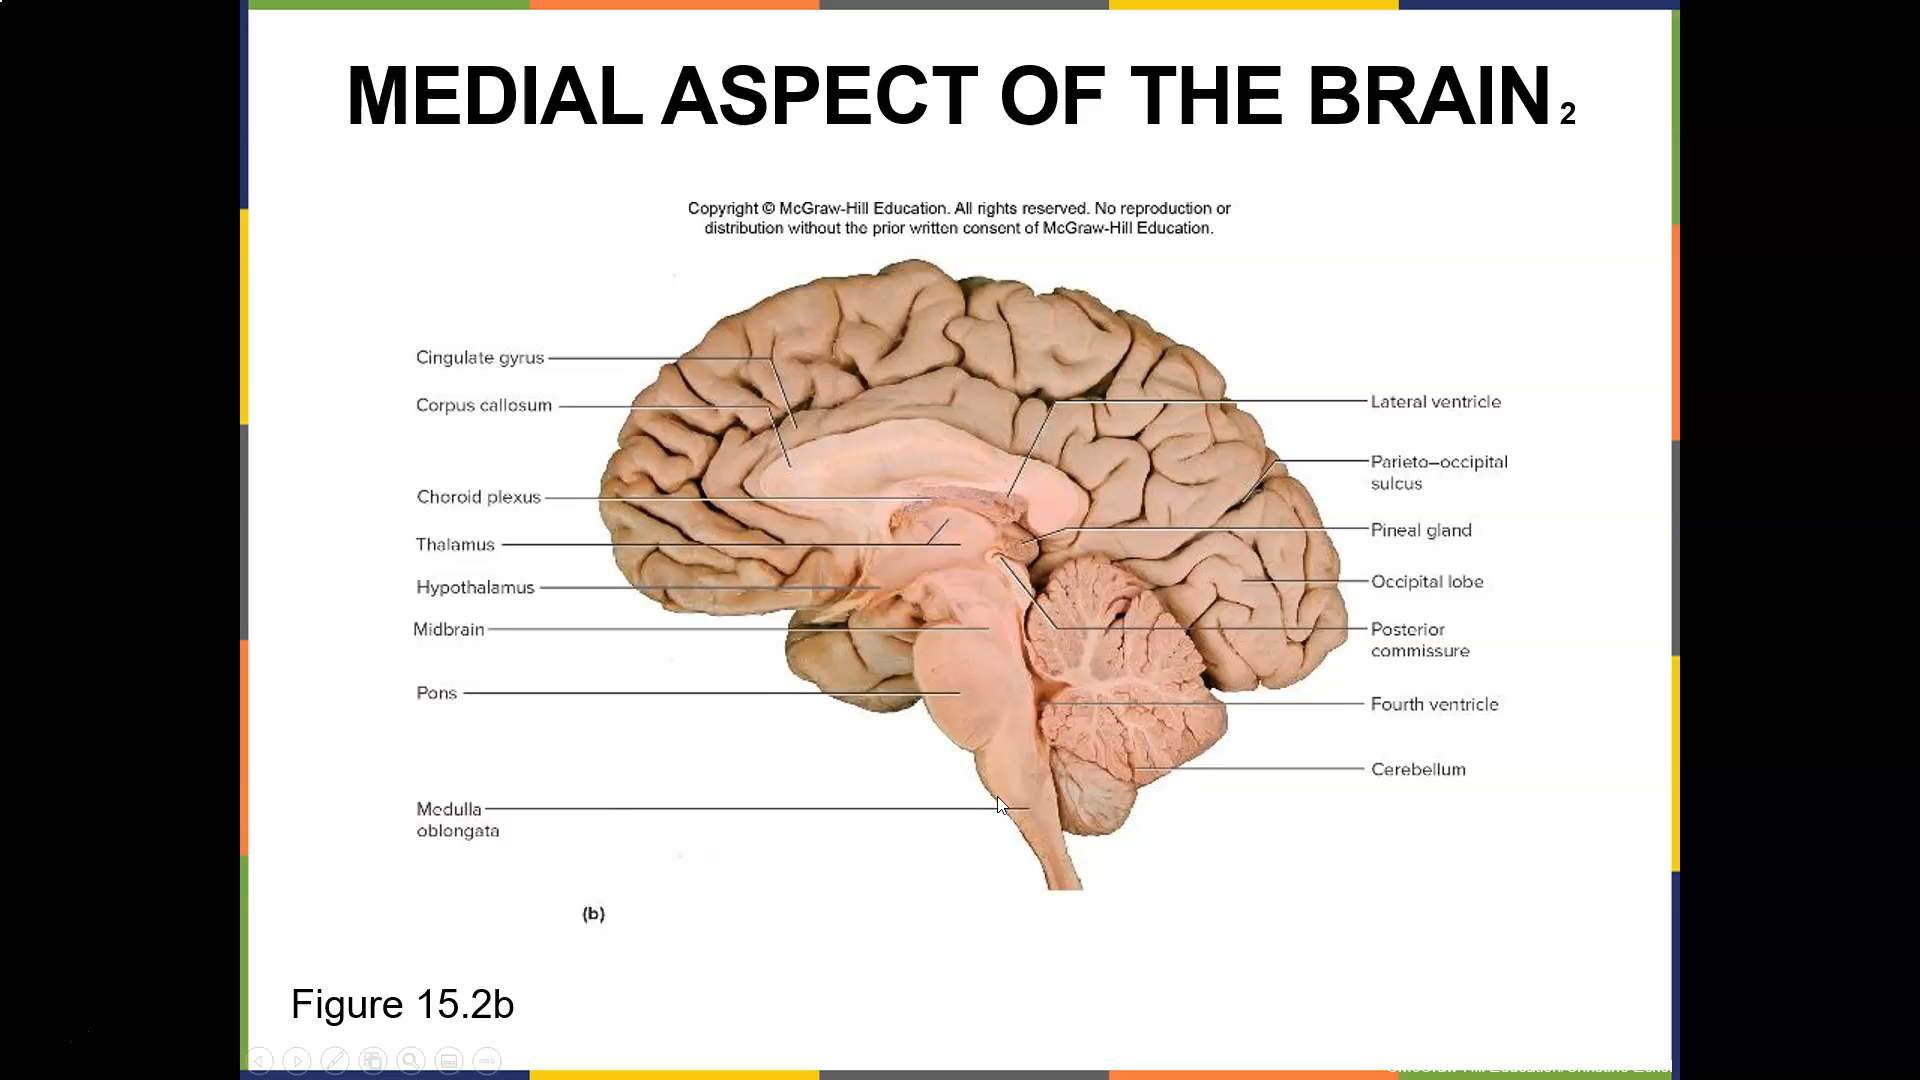 MEDIAL ASPECT OF THE BRAIN 2
Copyright © McGraw-Hill Education. All rights reserved. No reproduction or
distribution without the prior written consent of McGraw-Hill Education.
Cingulate gyrus
Corpus callosum
Choroid plexus
Thalamus
Hypothalamus
Midbrain
Pons
Medulla
oblongata
Lateral ventricle
Parieto–occipital
sulcus
Pineal gland
Occipital lobe
Posterior
commissure
Fourth ventricle
Cerebellum
(b)
Figure 15.2b